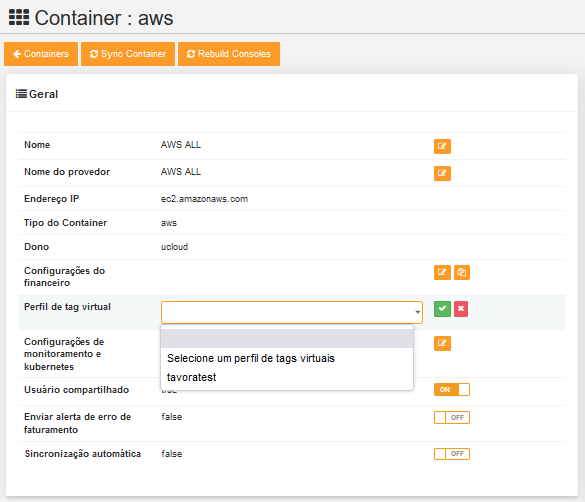 Container : aws
Containers
Sync Container
Rebuild Consoles
Geral
Nome AWS ALL
Nome do provedor AWS ALL
Endereço IP ec2.amazonaws.com
Tipo do Container aws
Dono ucloud
Configurações do
financeiro
Perfil de tag virtual
Selecione um perfil de tags virtuais
tavoratest
Configurações de
monitoramento e
kubernetes
Usuário compartilhado true ON
Enviar alerta de erro de
faturamento
false OFF
Sincronização automática false OFF